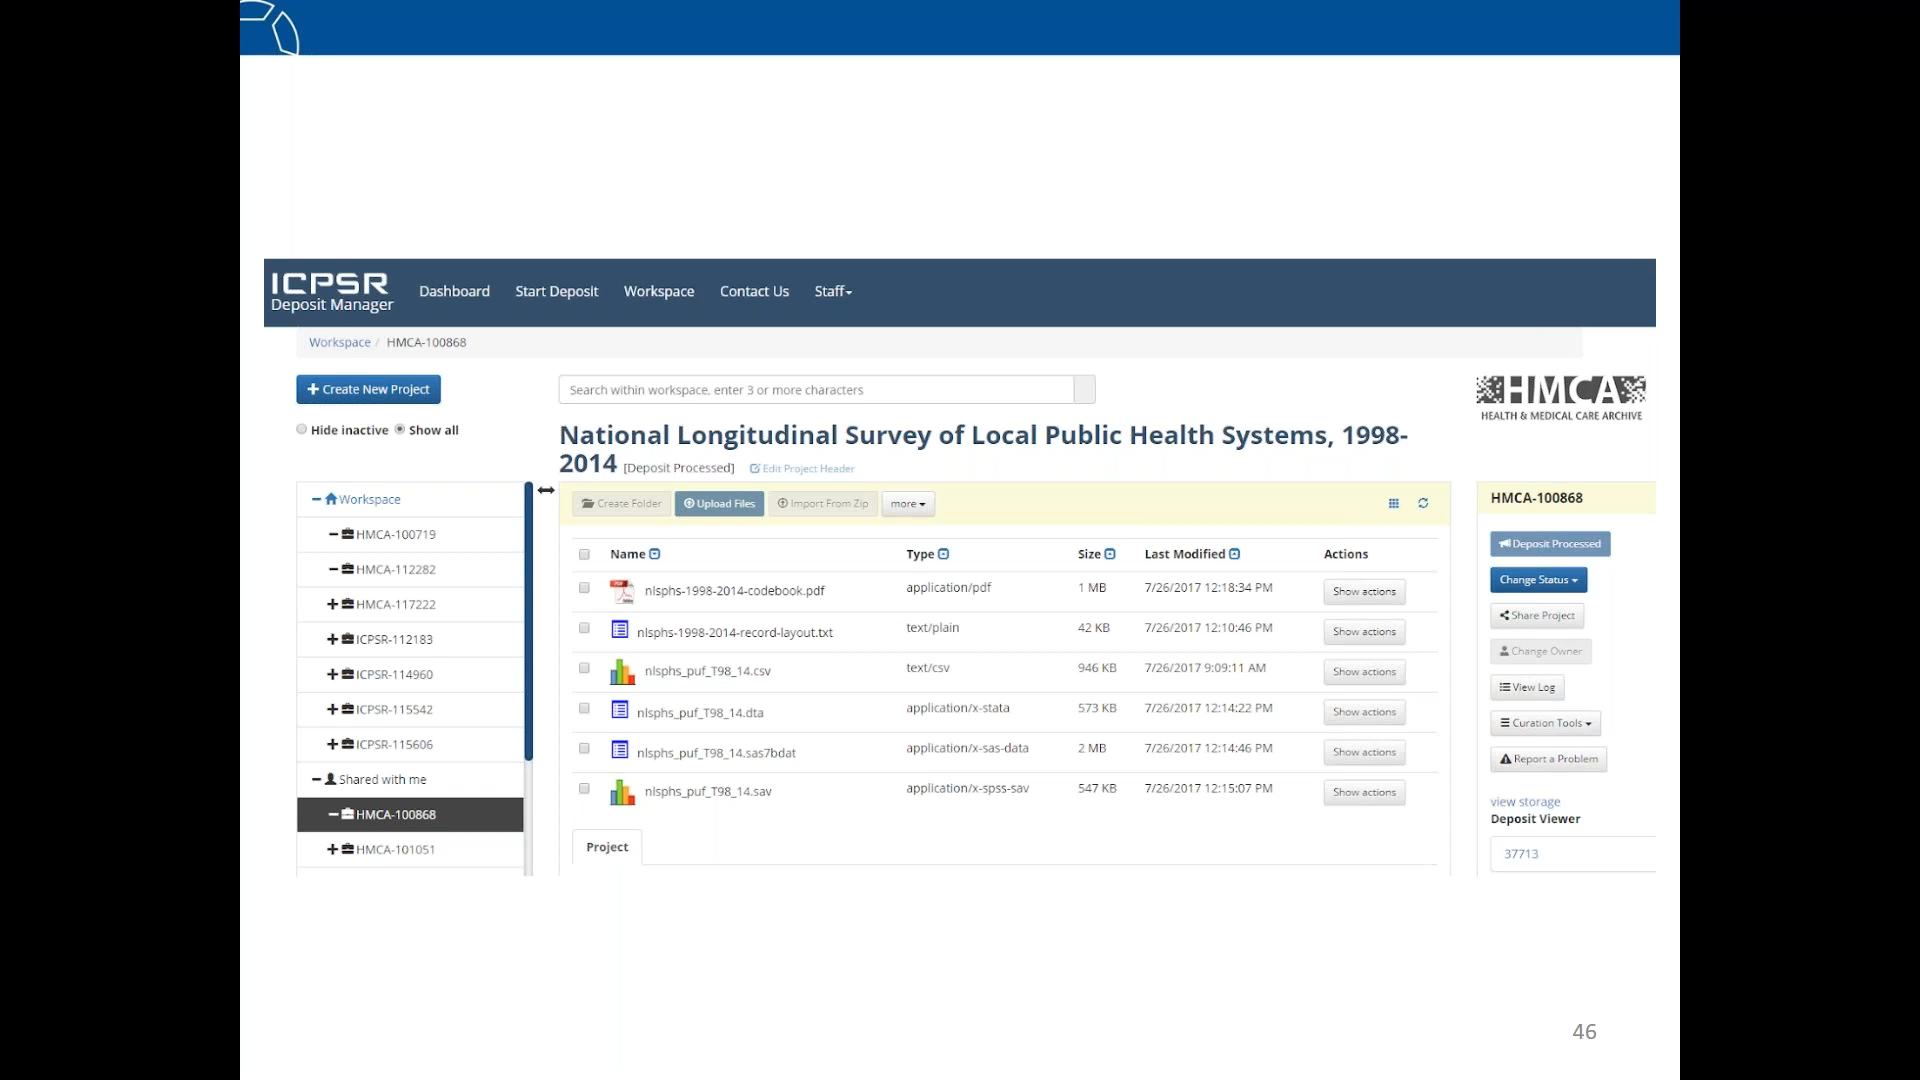 ICPSR
Deposit Manager
Dashboard
Start Deposit
Workspace
Contact Us
Staff
Workspace / HMCA-100868
Create New Project
Search within workspace, enter 3 or more characters
HMCA
HEALTH & MEDICAL CARE ARCHIVE
Hide inactive
Show all
National Longitudinal Survey of Local Public Health Systems, 1998-
2014 [Deposit Processed] Edit Project Header
Workspace
HMCA-100719
HMCA-112282
HMCA-117222
ICPSR-112183
ICPSR-114960
ICPSR-115542
ICPSR-115606
Shared with me
HMCA-100868
HMCA-101051
Create Folder
Upload Files
Import From Zip
more
Name Type Size Last Modified Actions
nlsphs-1998-2014-codebook.pdf application/pdf 1 MB 7/26/2017 12:18:34 PM Show actions
nlsphs-1998-2014-record-layout.txt text/plain 42 KB 7/26/2017 12:10:46 PM Show actions
nlsphs_puf_T98_14.csv text/csv 946 KB 7/26/2017 9:09:11 AM Show actions
nlsphs_puf_T98_14.dta application/x-stata 573 KB 7/26/2017 12:14:22 PM Show actions
nlsphs_puf_T98_14.sas7bdat application/x-sas-data 2 MB 7/26/2017 12:14:46 PM Show actions
nlsphs_puf_T98_14.sav application/x-spss-sav 547 KB 7/26/2017 12:15:07 PM Show actions
Project
HMCA-100868
Deposit Processed
Change Status
Share Project
Change Owner
View Log
Curation Tools
Report a Problem
view storage
Deposit Viewer
37713
46